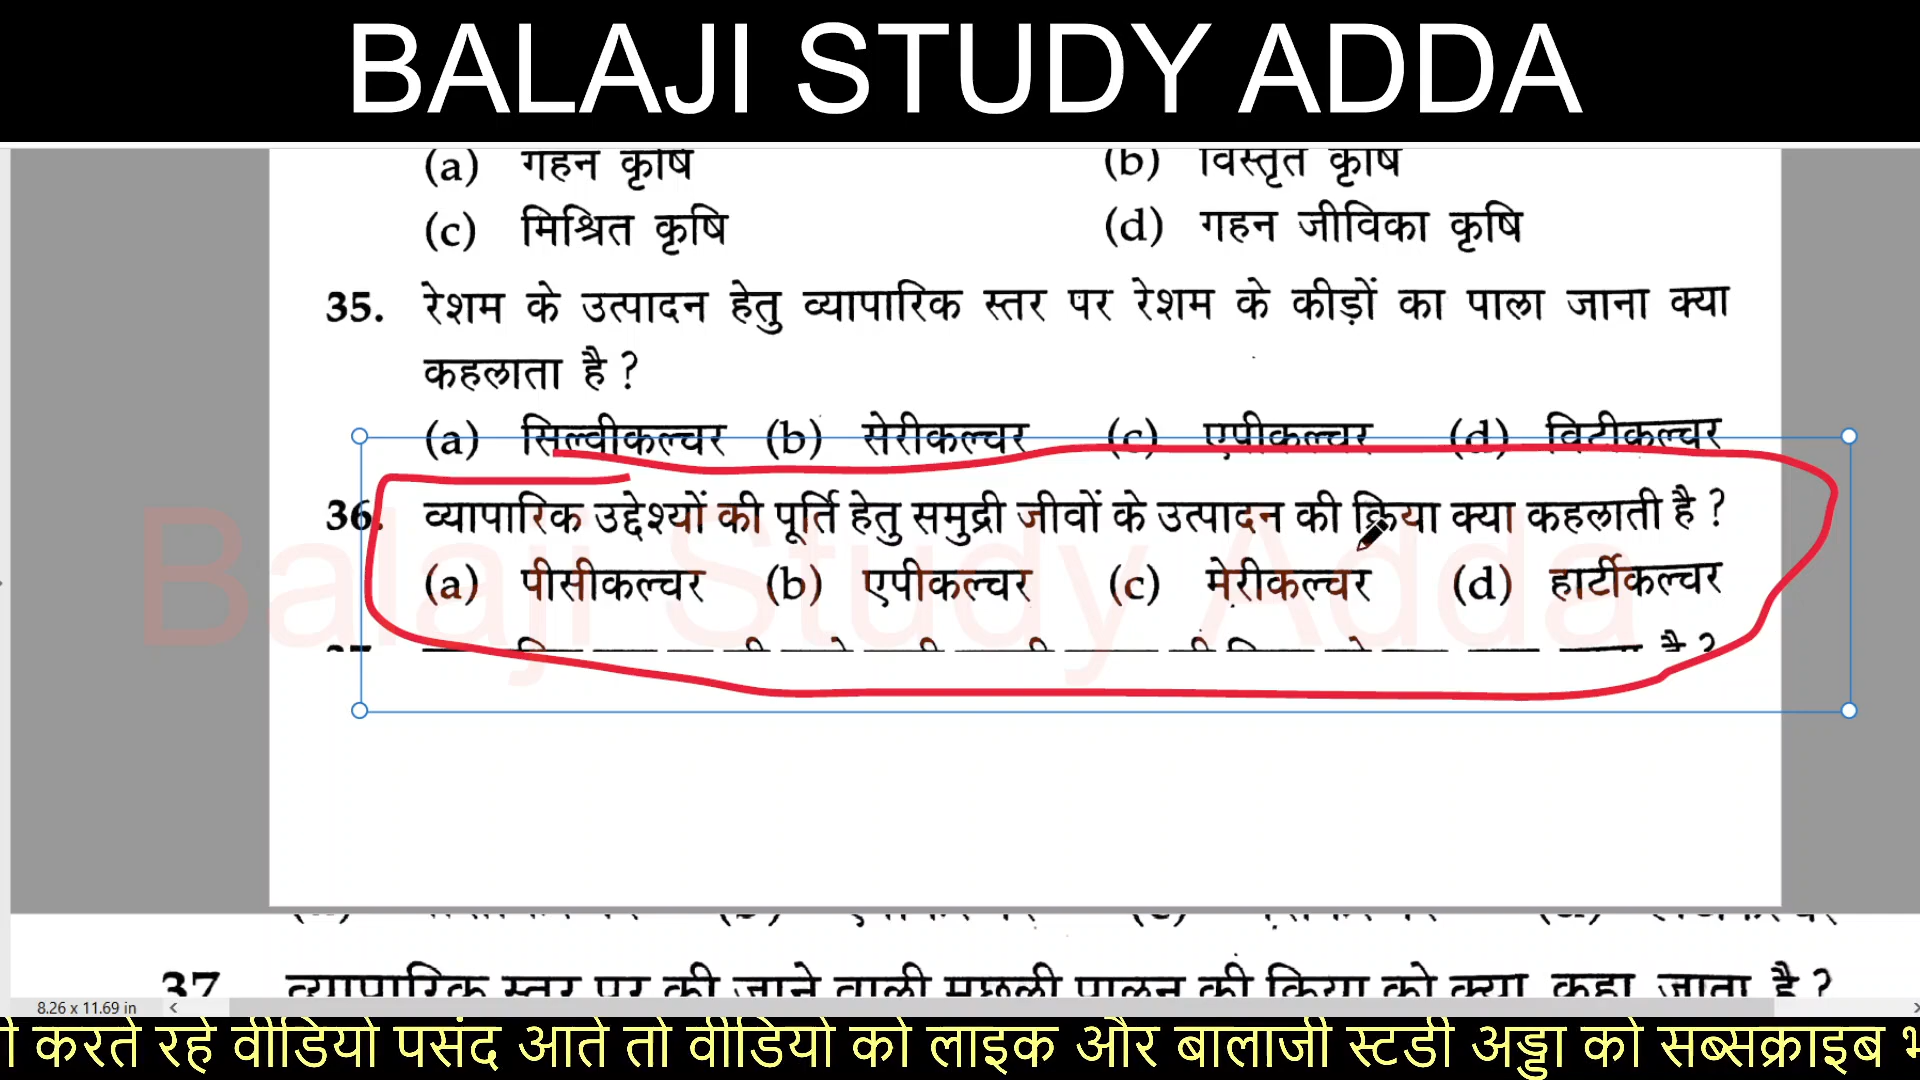 BALAJI STUDY ADDA
(a) गहन कृषि (b) विस्तृत कृषि
(c) मिश्रित कृषि (d) गहन जीविका कृषि
35. रेशम के उत्पादन हेतु व्यापारिक स्तर पर रेशम के कीड़ों का पाला जाना क्या
कहलाता है ?
(a) सिल्वीकल्चर (b) सेरीकल्चर (c) एपीकल्चर (d) विटीकल्चर
36. व्यापारिक उद्देश्यों की पूर्ति हेतु समुद्री जीवों के उत्पादन की क्रिया क्या कहलाती है ?
(a) पीसीकल्चर (b) एपीकल्चर (c) मेरीकल्चर (d) हार्टीकल्चर
Balaji Study Adda
37 व्यापारिक स्तर पर की जाने वाली मछली पालन की क्रिया को क्या कहा जाता है ?
8.26 x 11.69 in
करते रहे वीडियो पसंद आते तो वीडियो को लाइक और बालाजी स्टडी अड्डा को सब्सक्राइब